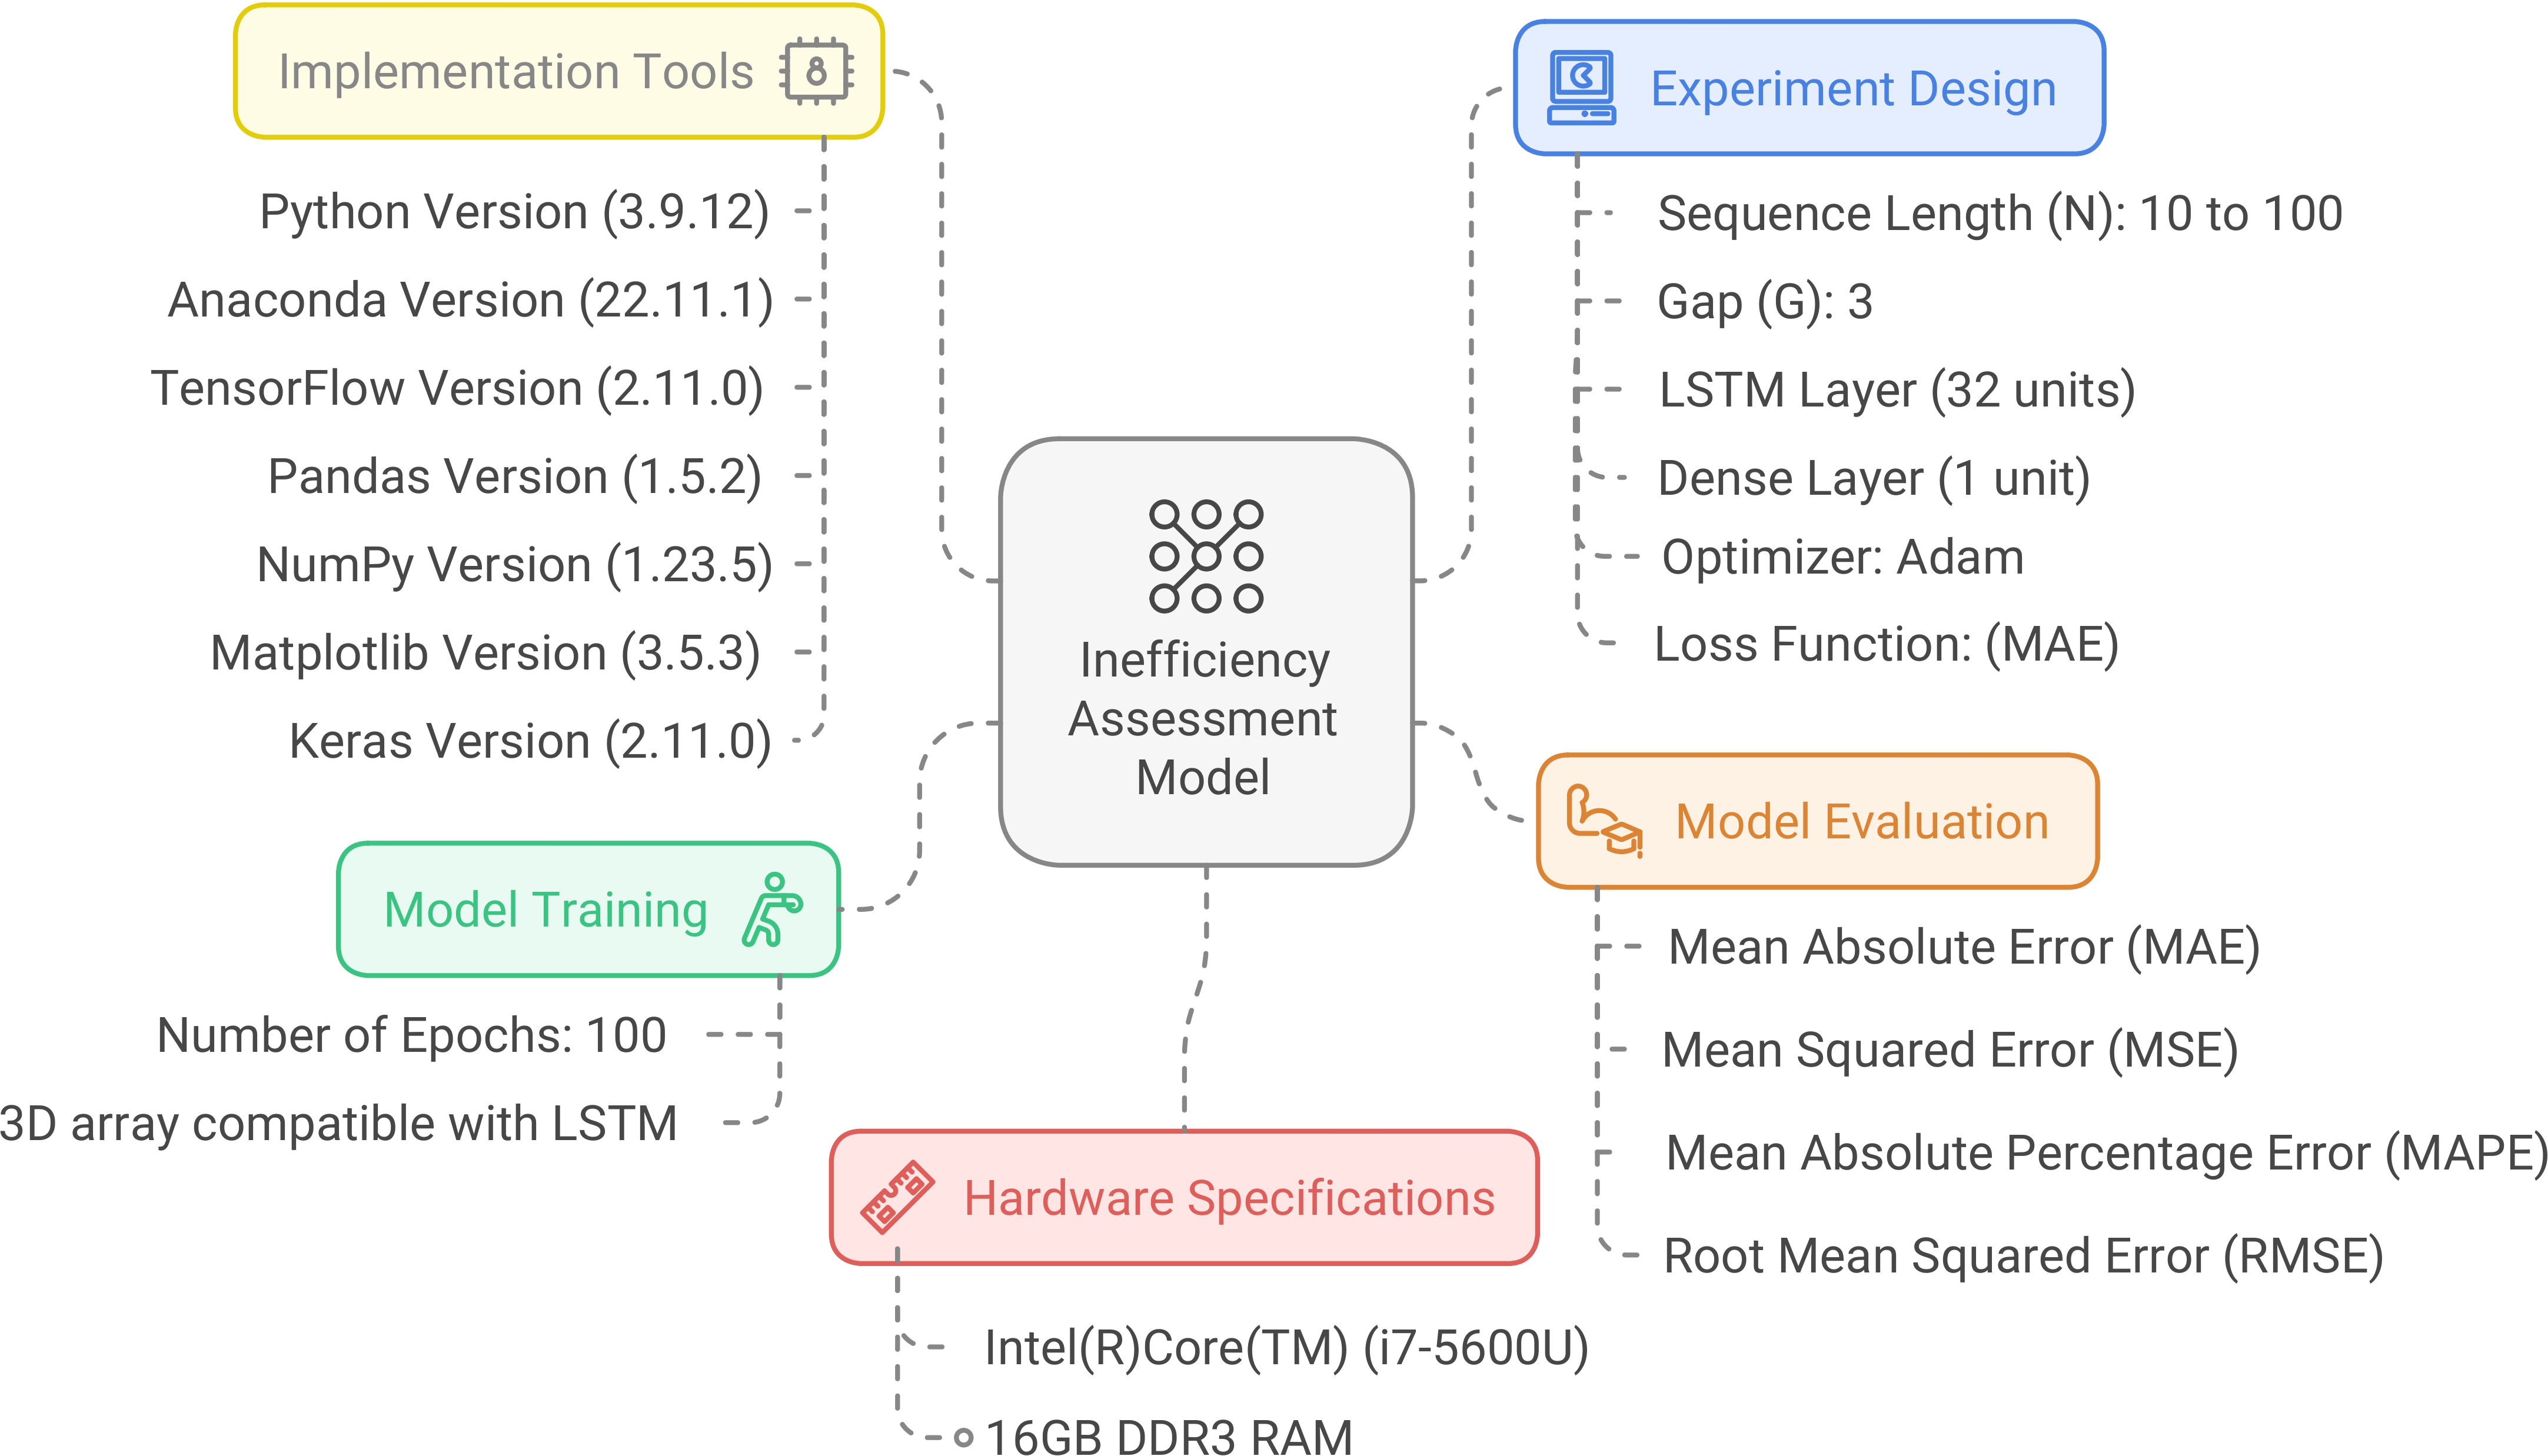 Implementation Tools
Python Version (3.9.12)
Anaconda Version (22.11.1)
TensorFlow Version (2.11.0)
Pandas Version (1.5.2)
NumPy Version (1.23.5)
Matplotlib Version (3.5.3)
Keras Version (2.11.0)
Experiment Design
Sequence Length (N): 10 to 100
Gap (G): 3
LSTM Layer (32 units)
Dense Layer (1 unit)
Optimizer: Adam
Loss Function: (MAE)
Inefficiency
Assessment
Model
Model Training
Number of Epochs: 100
3D array compatible with LSTM
Model Evaluation
Mean Absolute Error (MAE)
Mean Squared Error (MSE)
Mean Absolute Percentage Error (MAPE)
Root Mean Squared Error (RMSE)
Hardware Specifications
Intel(R)Core(TM) (i7-5600U)
16GB DDR3 RAM